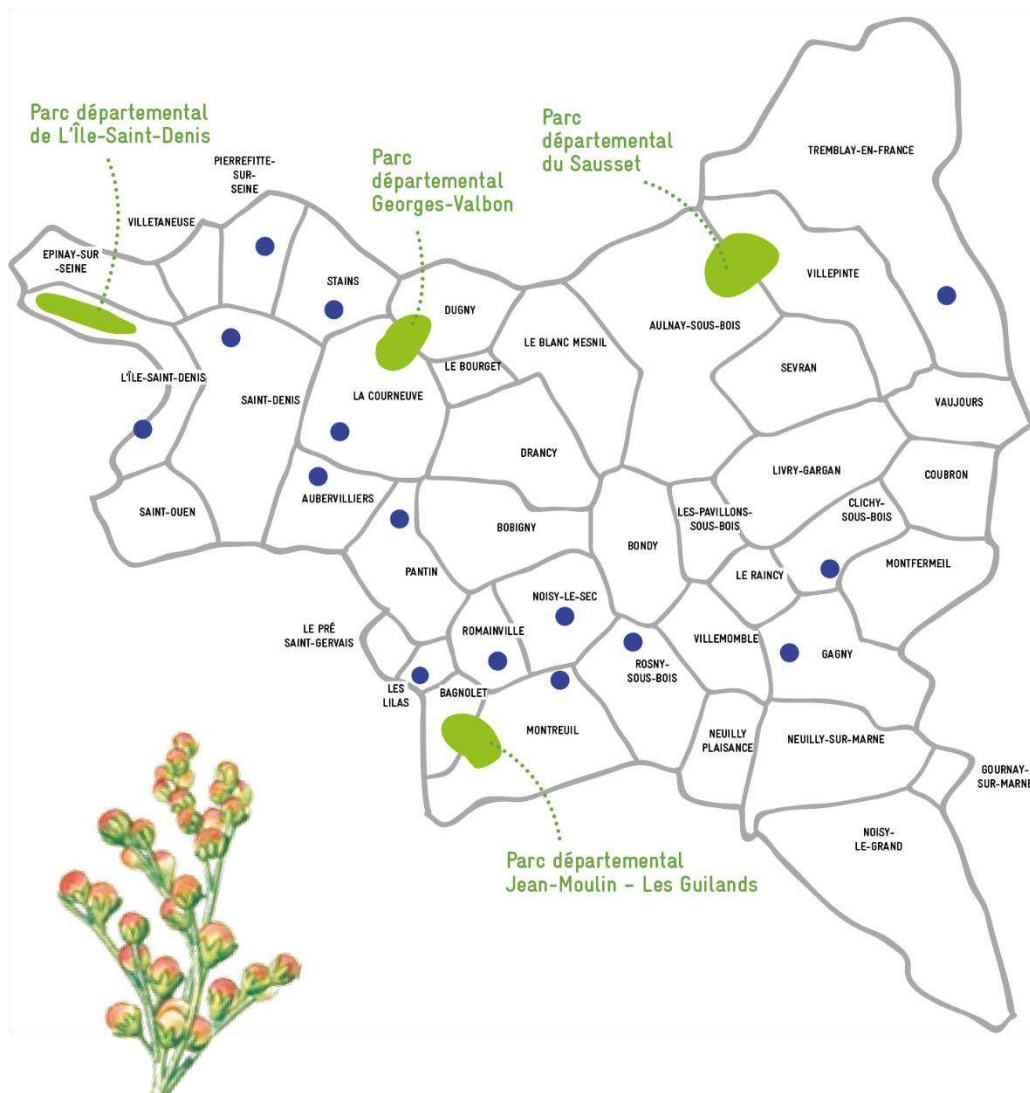 Parc départemental
de L'Île-Saint-Denis
Parc
départemental
Georges-Valbon
Parc
départemental
du Sausset
TREMBLAY-EN-FRANCE
PIERREFITTE-
SUR-
SEINE
VILLETANEUSE
EPINAY-SUR
-SEINE
STAINS
DUGNY
VILLEPINTE
AULNAY-SOUS-BOIS
LE BLANC MESNIL
LE BOURGET
SEVRAN
L'ÎLE-SAINT-DENIS
SAINT-DENIS
LA COURNEUVE
VAUJOURS
DRANCY
LIVRY-GARGAN
COUBRON
SAINT-OUEN
AUBERVILLIERS
BOBIGNY
LES-PAVILLONS-
SOUS-BOIS
CLICHY-
SOUS-BOIS
BONDY
PANTIN
LE RAINCY
MONTFERMEIL
NOISY-LE-SEC
LE PRÉ
SAINT-GERVAIS
ROMAINVILLE
VILLEMOMBLE
GAGNY
ROSNY-
SOUS-BOIS
LES
LILAS
BAGNOLET
MONTREUIL
NEUILLY
PLAISANCE
NEUILLY-SUR-MARNE
GOURNAY-
SUR-MARNE
NOISY-
LE-GRAND
Parc départemental
Jean-Moulin – Les Guilands